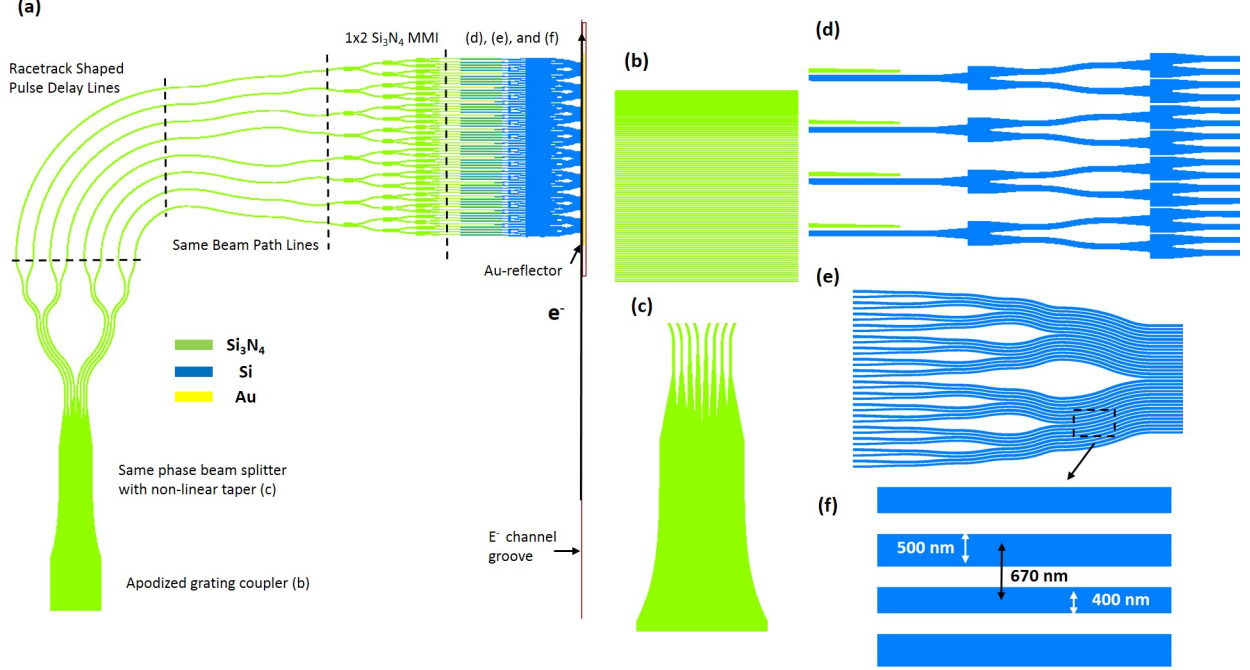 (a)
1x2 Si₃N₄ MMI
(d), (e), and (f)
Racetrack Shaped
Pulse Delay Lines
Same Beam Path Lines
Au-reflector
e⁻
Si₃N₄
Si
Au
Same phase beam splitter
with non-linear taper (c)
E⁻ channel
groove
Apodized grating coupler (b)
(b)
(c)
(d)
(e)
(f)
500 nm
670 nm
400 nm